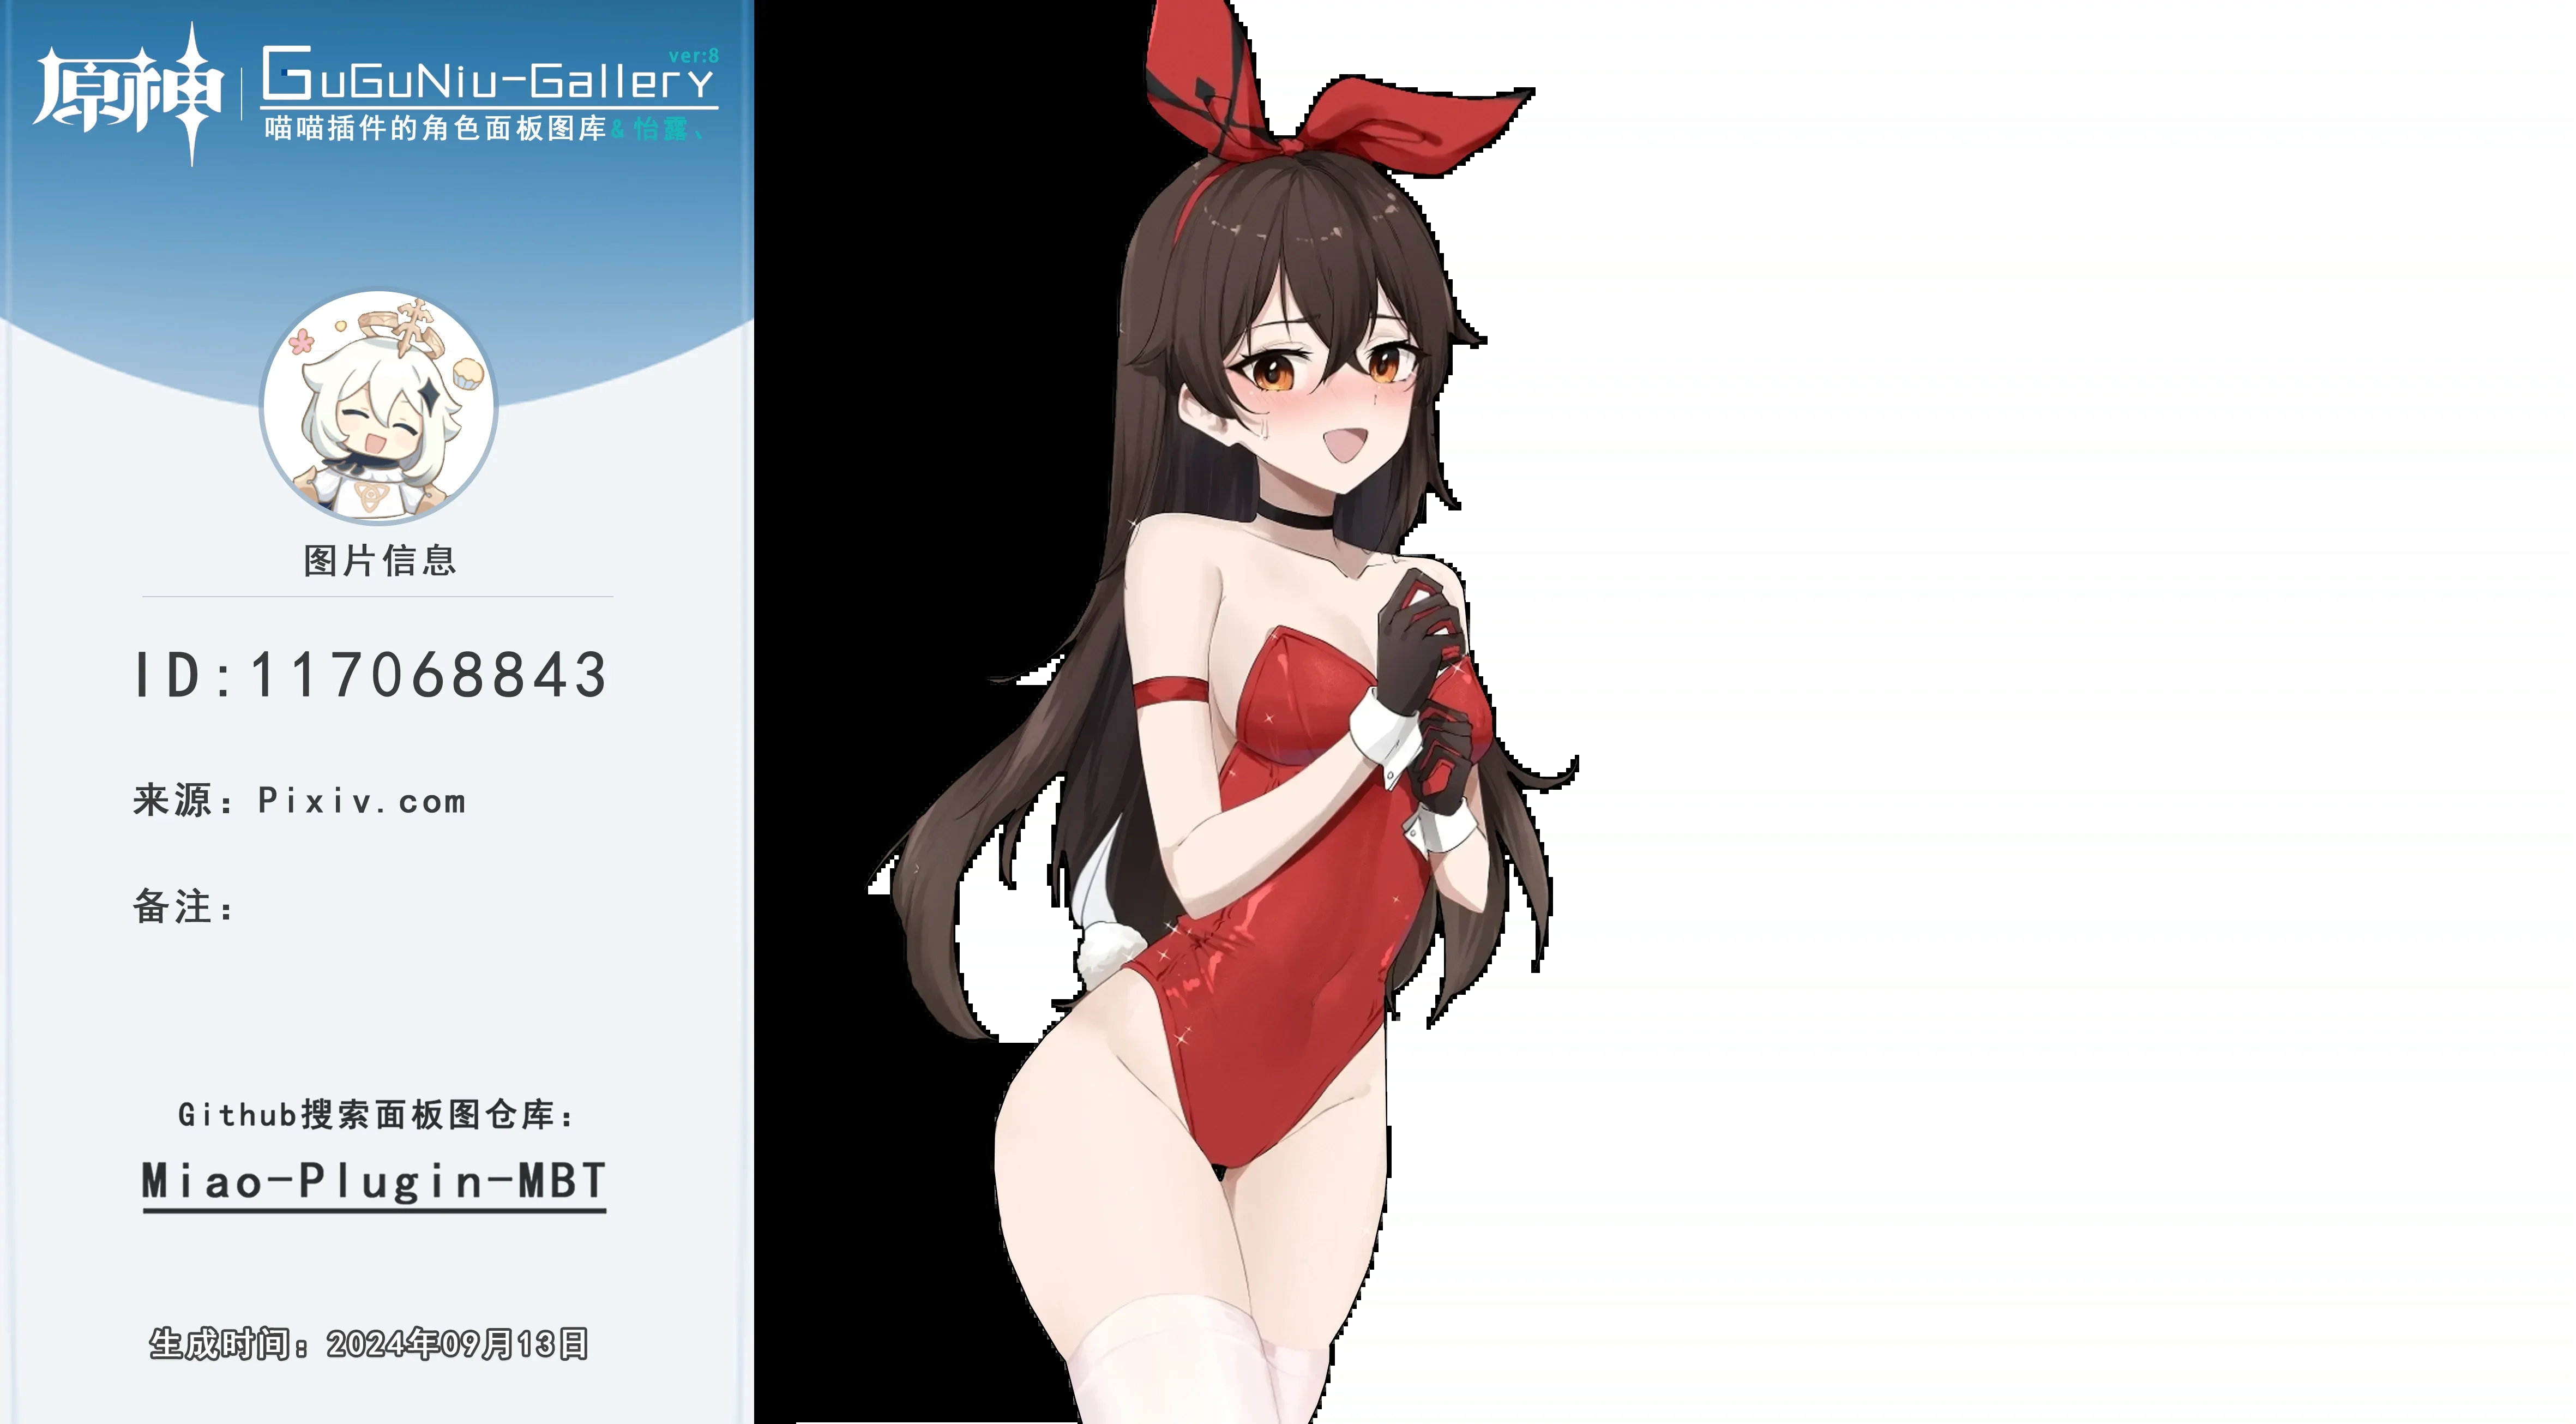 原神
GuGuNiu-Gallery ver:8
喵喵插件的角色面板图库&怡露、
图片信息
ID:117068843
来源：Pixiv.com
备注：
Github搜索面板图仓库：
Miao-Plugin-MBT
生成时间：2024年09月13日